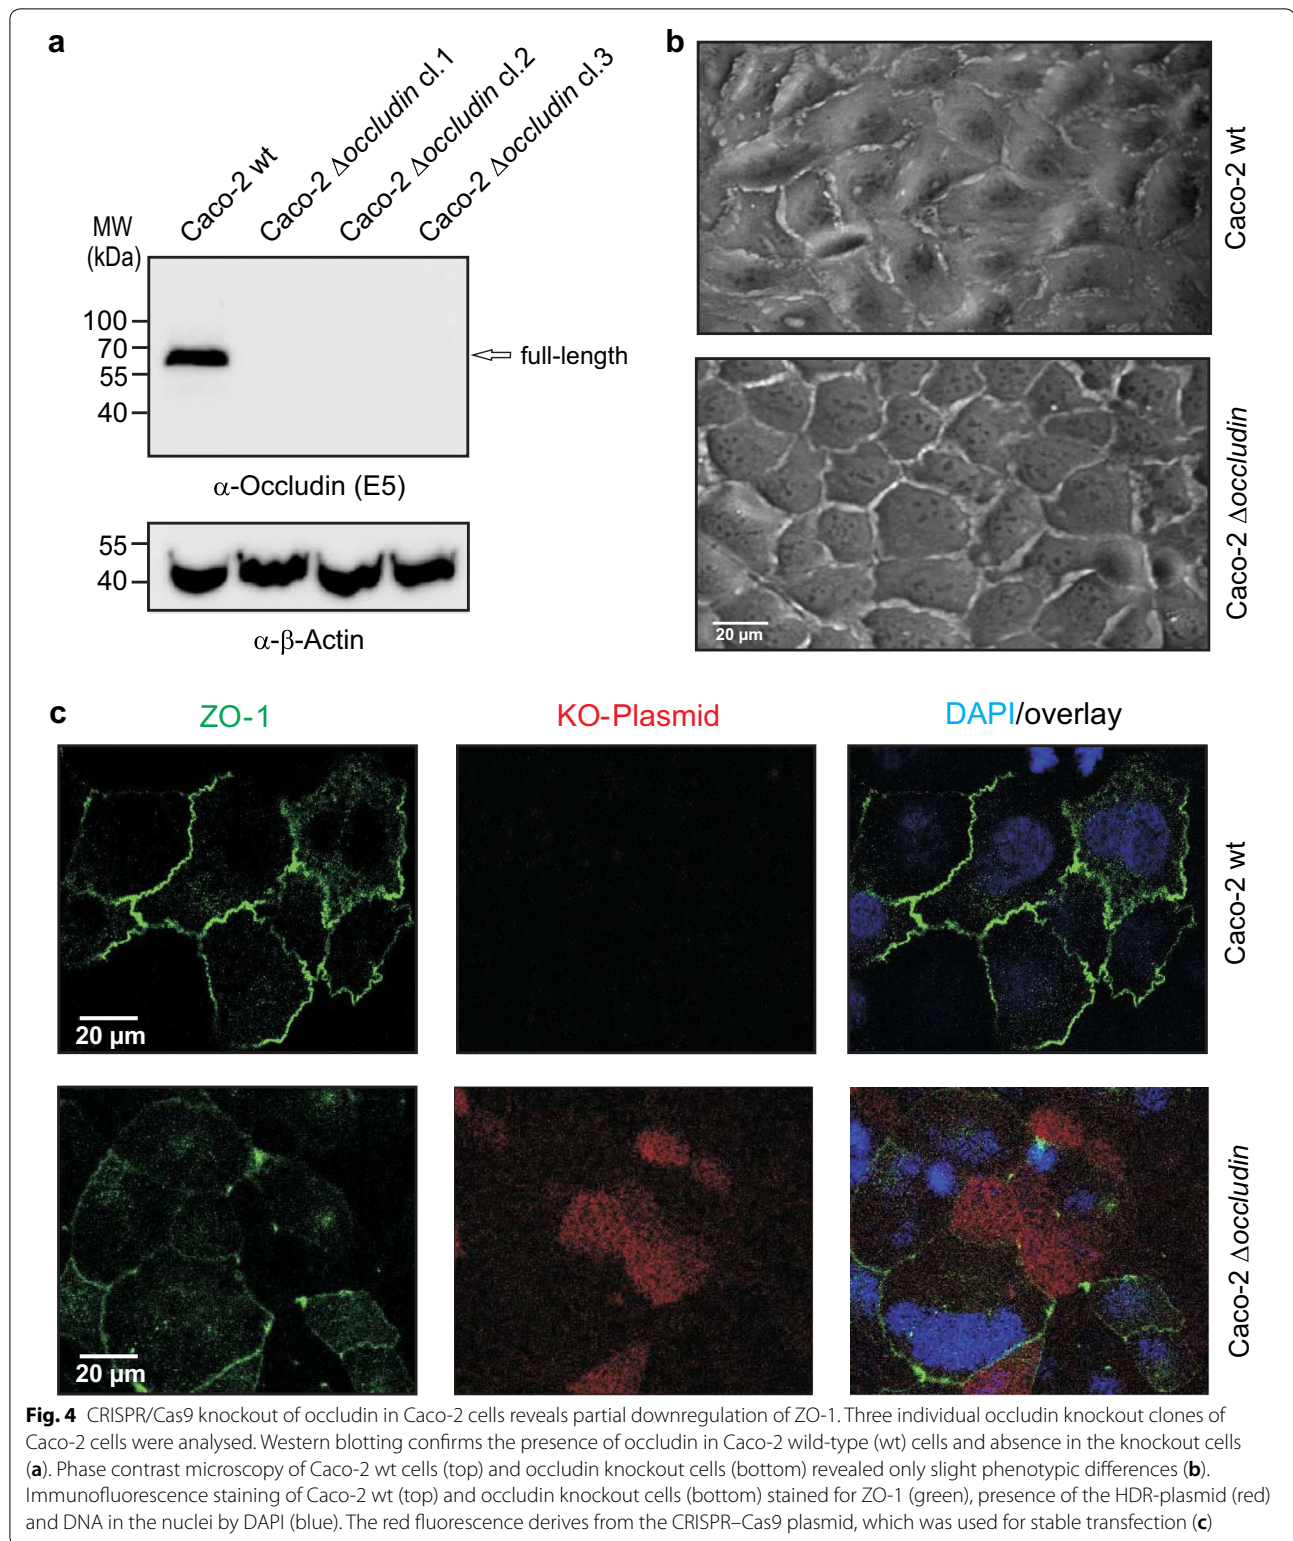 a
Caco-2 wt
Caco-2 Δoccludin cl.1
Caco-2 Δoccludin cl.2
Caco-2 Δoccludin cl.3
MW
(kDa)
100
70
55
40
full-length
α-Occludin (E5)
55
40
α-β-Actin
b
Caco-2 wt
Caco-2 Δoccludin
20 µm
c
ZO-1
KO-Plasmid
DAPI/overlay
20 µm
Caco-2 wt
20 µm
Caco-2 Δoccludin
Fig. 4 CRISPR/Cas9 knockout of occludin in Caco-2 cells reveals partial downregulation of ZO-1. Three individual occludin knockout clones of
Caco-2 cells were analysed. Western blotting confirms the presence of occludin in Caco-2 wild-type (wt) cells and absence in the knockout cells
(a). Phase contrast microscopy of Caco-2 wt cells (top) and occludin knockout cells (bottom) revealed only slight phenotypic differences (b).
Immunofluorescence staining of Caco-2 wt (top) and occludin knockout cells (bottom) stained for ZO-1 (green), presence of the HDR-plasmid (red)
and DNA in the nuclei by DAPI (blue). The red fluorescence derives from the CRISPR–Cas9 plasmid, which was used for stable transfection (c)